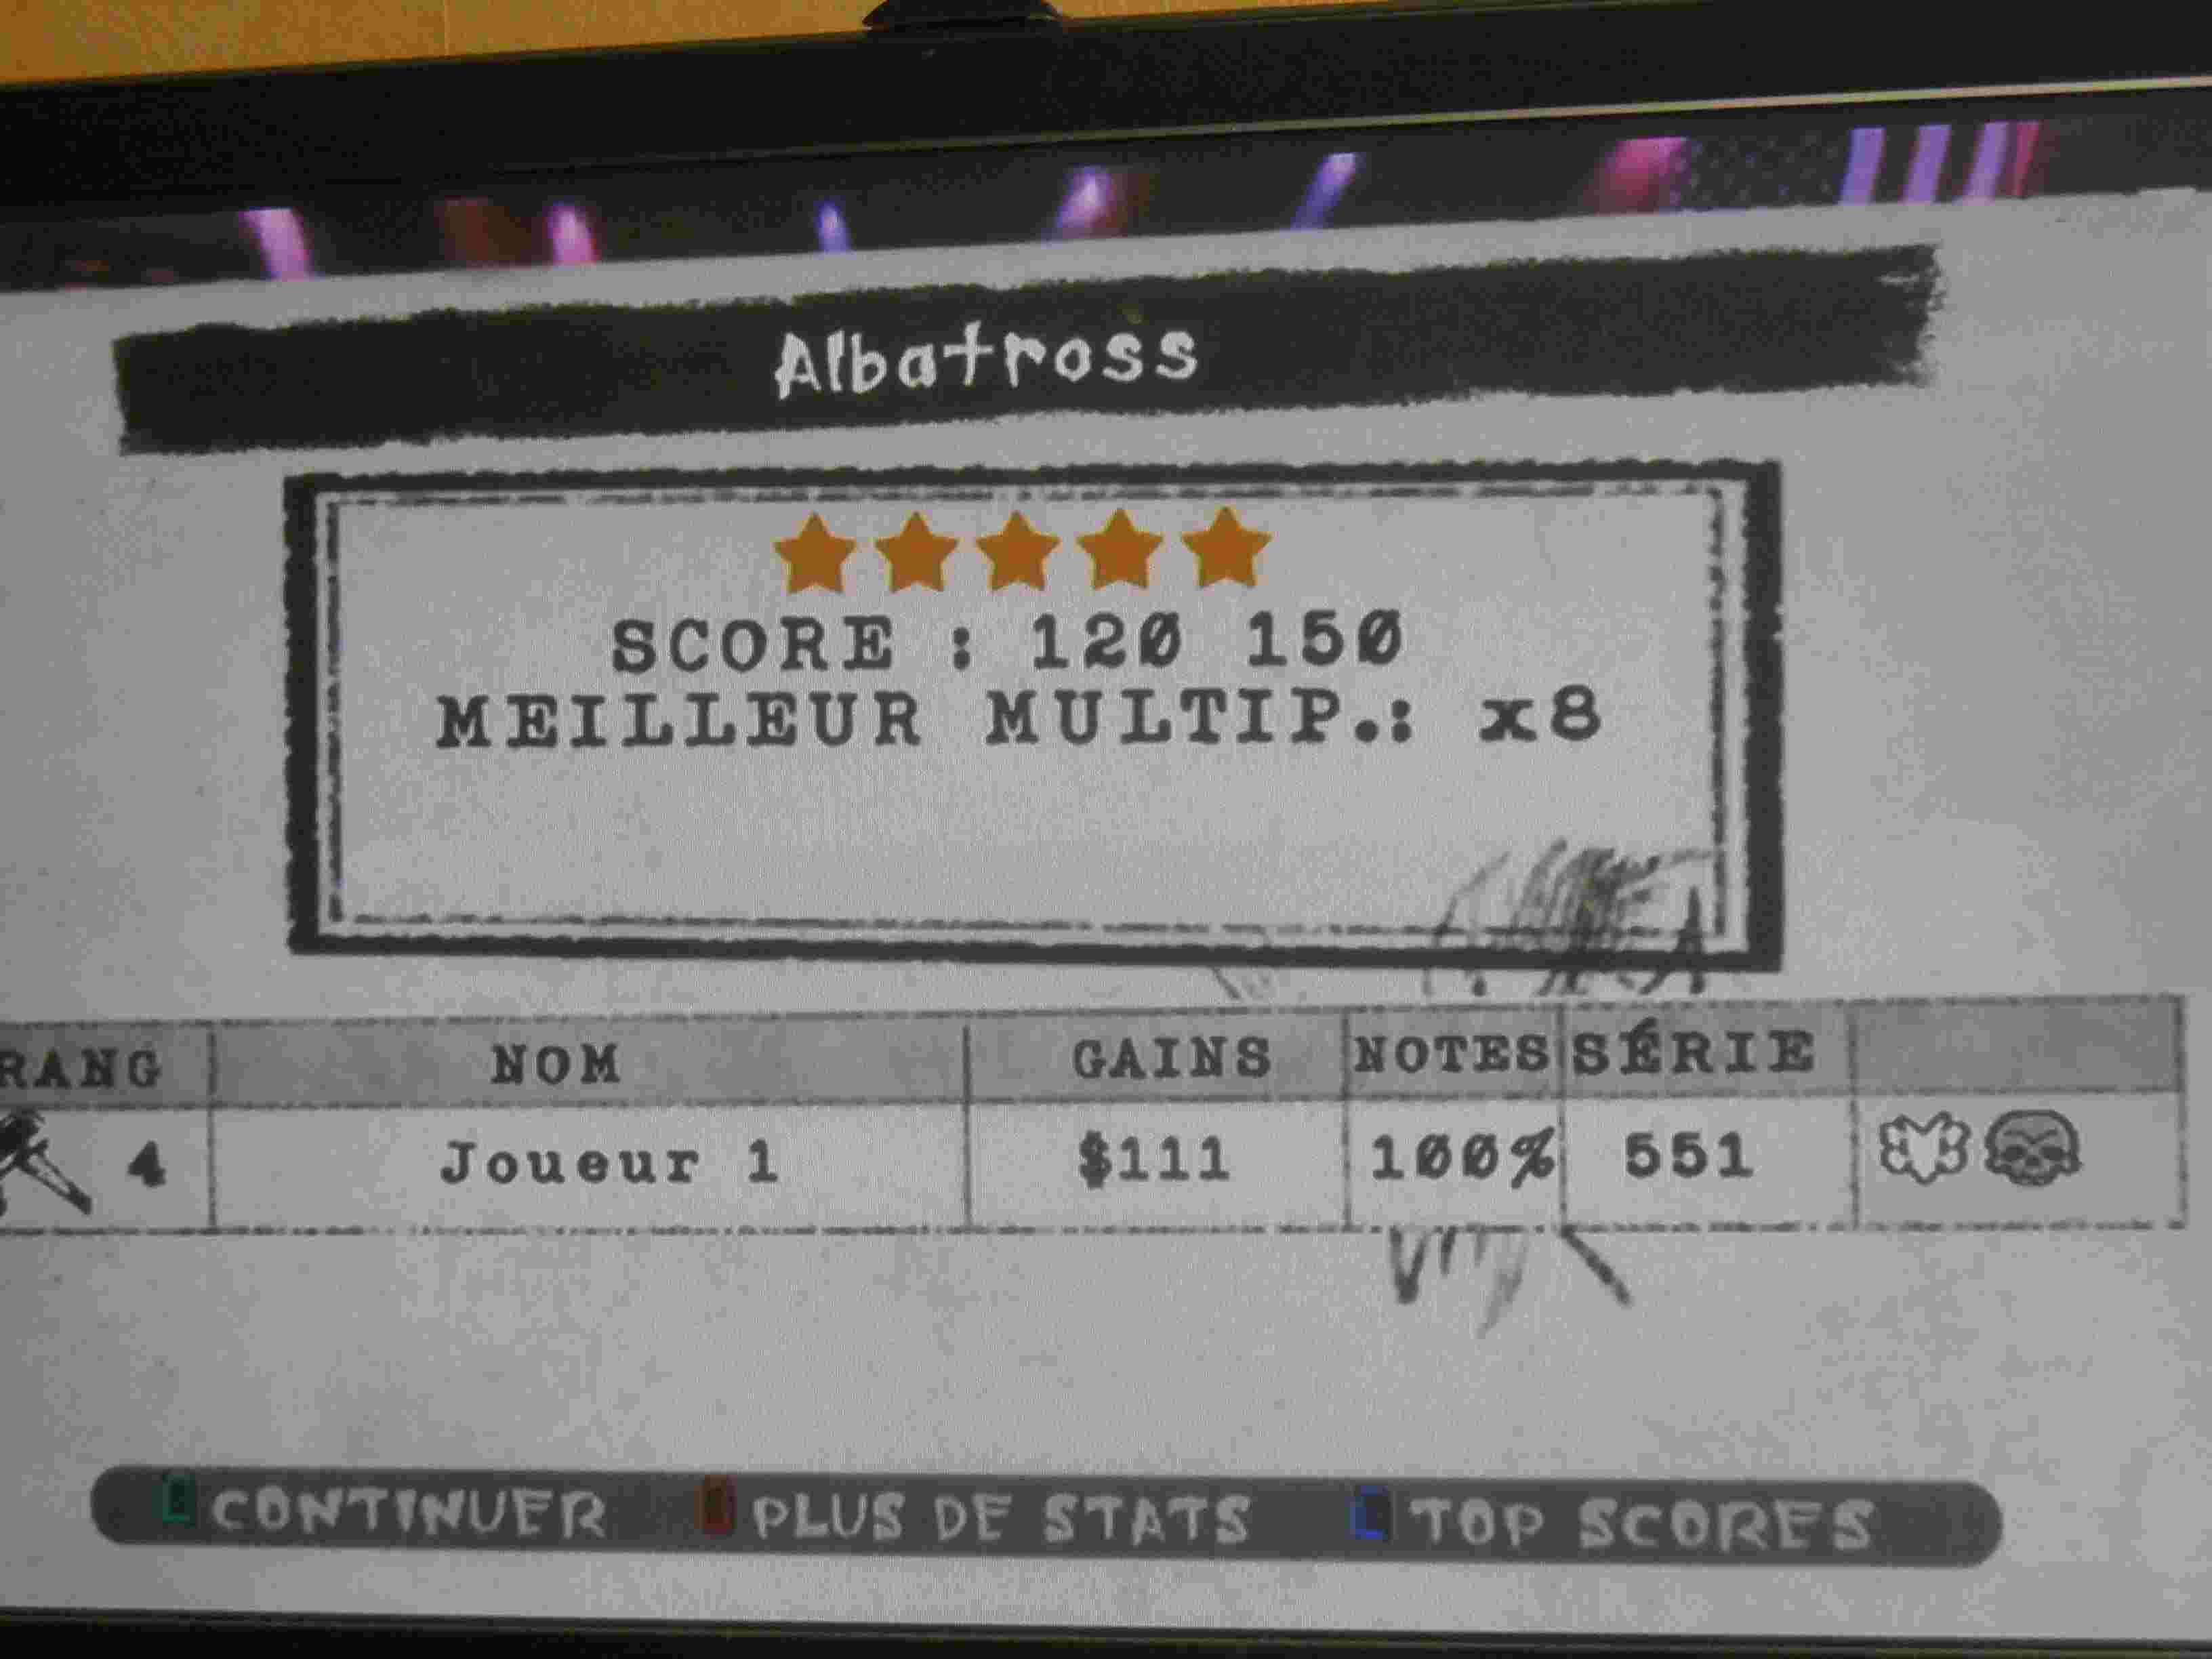 Albatross
SCORE : 120 150
MEILLEUR MULTIP.: x8
RANG NOM GAINS NOTES SÉRIE
4 Joueur 1 $111 100% 551
CONTINUER PLUS DE STATS TOP SCORES